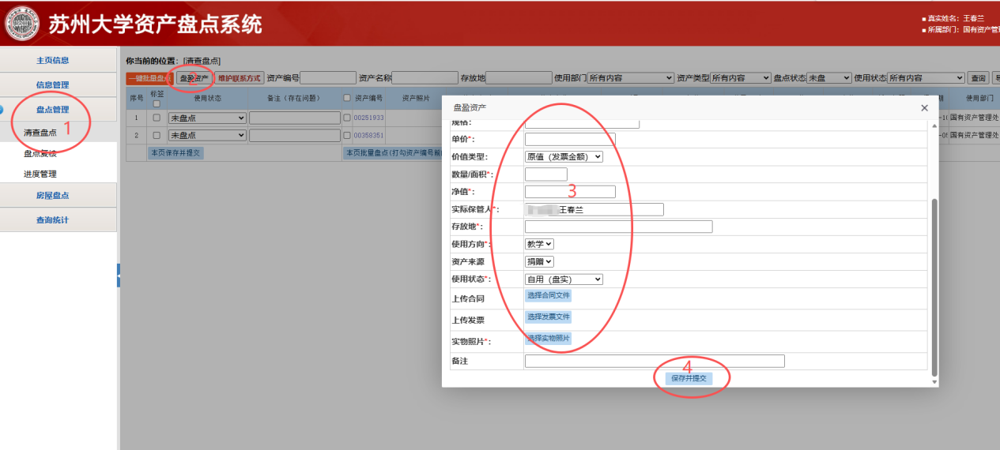 苏州大学资产盘点系统
■ 真实姓名：王春兰
■ 所属部门：国有资产管
主页信息
信息管理
盘点管理
清查盘点
盘点复核
进度管理
房屋盘点
查询统计
1
你当前的位置：[清查盘点]
一键批量盘点 盘盈资产 维护联系方式 资产编号 资产名称 存放地 使用部门 所有内容 资产类型 所有内容 盘点状态 未盘 使用状态 所有内容 查询
2
序号 标签 使用状态 备注（存在问题） 资产编号 资产照片 使用部门
1 未盘点 00251933 国有资产管理处
2 未盘点 00358351 国有资产管理处
本页保存并提交 本页批量盘点(打勾资产编号前
盘盈资产 ×
规格：
单价*：
价值类型： 原值（发票金额）
数量/面积*：
净值*：
3
实际保管人*： 王春兰
存放地*：
使用方向*： 教学
资产来源 捐赠
使用状态*： 自用（盘实）
上传合同 选择合同文件
上传发票 选择发票文件
实物照片*： 选择实物照片
备注
4
保存并提交